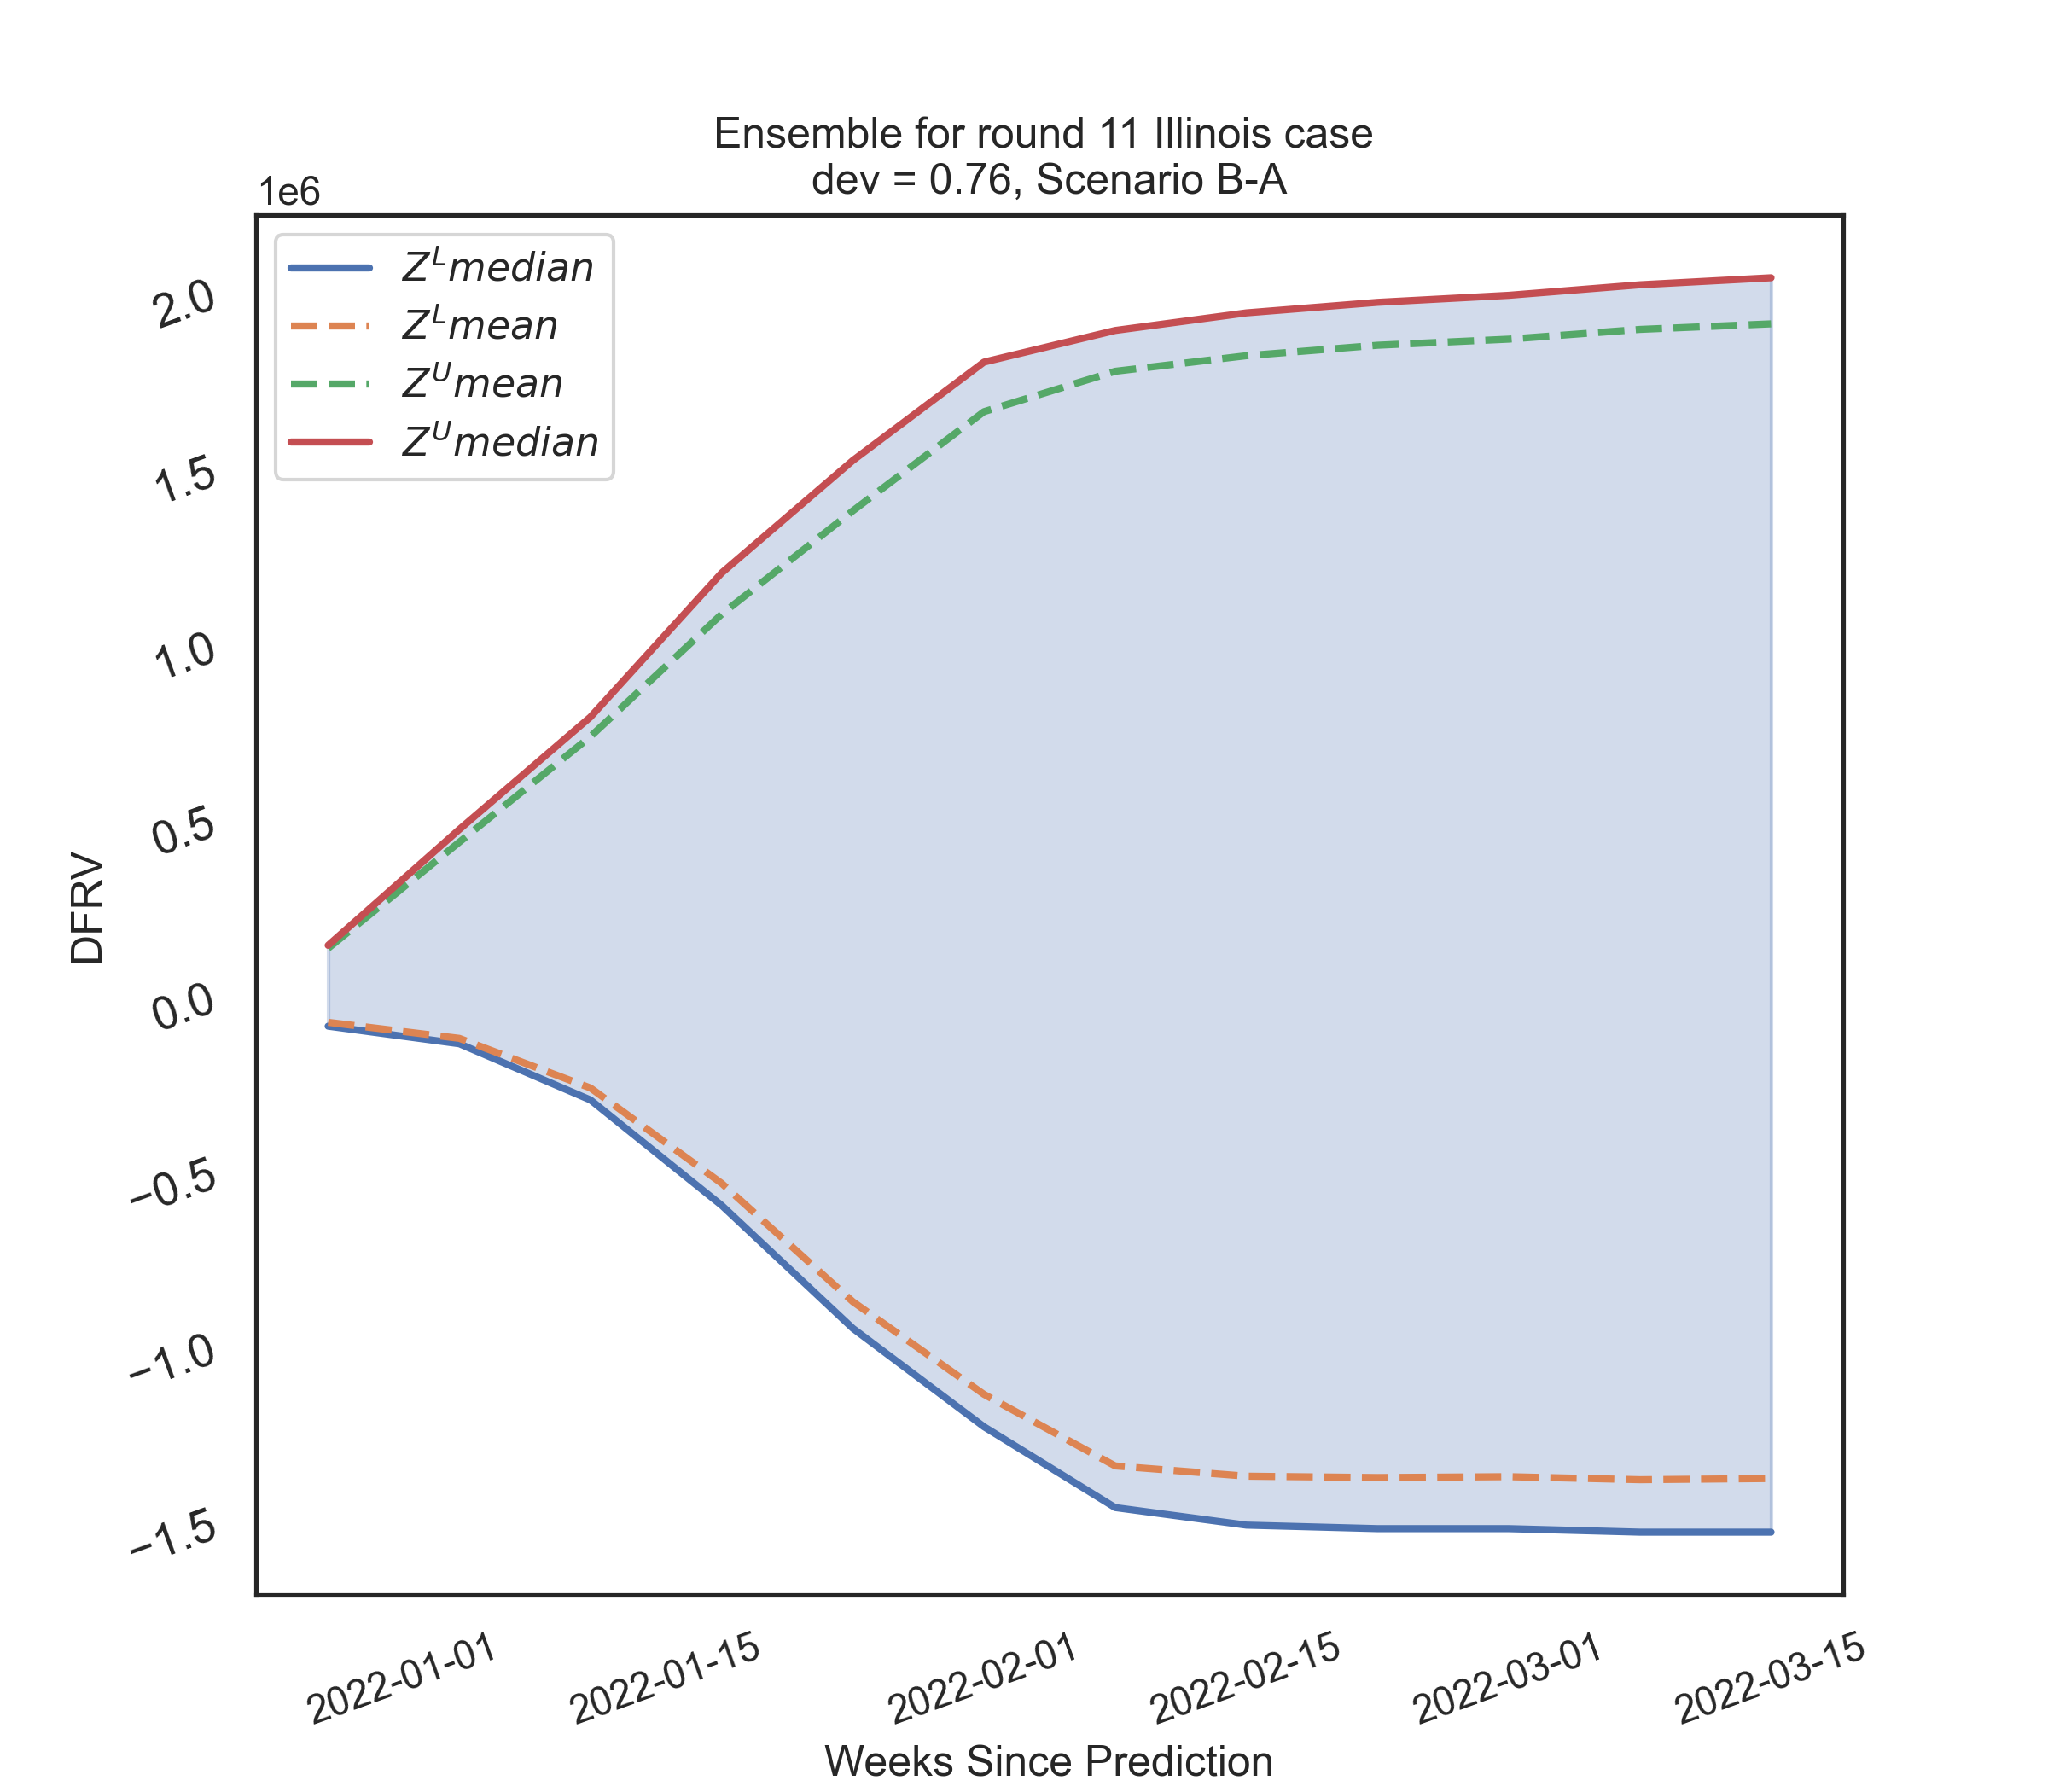 Ensemble for round 11 Illinois case
dev = 0.76, Scenario B-A
1e6
Z^L median
Z^L mean
Z^U mean
Z^U median
2.0
1.5
1.0
0.5
0.0
−0.5
−1.0
−1.5
DFRV
2022-01-01
2022-01-15
2022-02-01
2022-02-15
2022-03-01
2022-03-15
Weeks Since Prediction